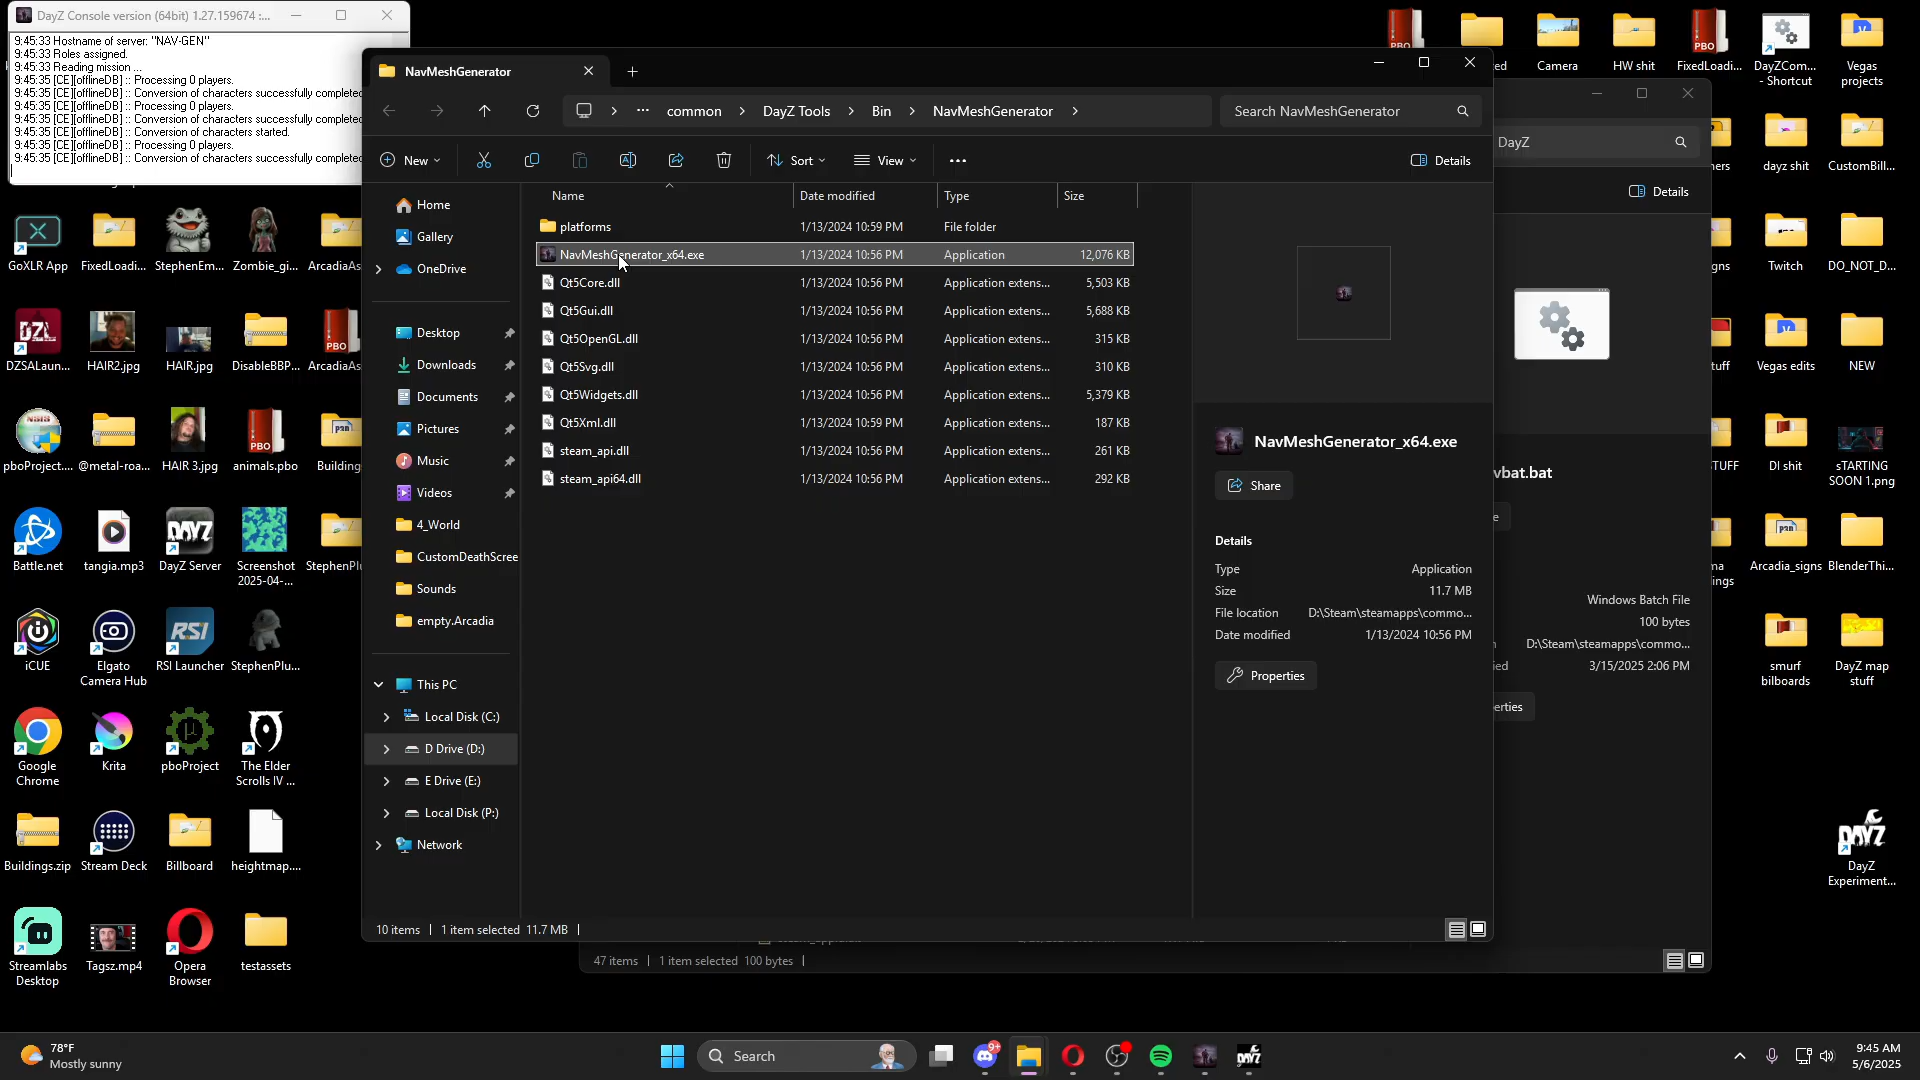 DayZ Console version (64bit) 1.27.159674 :...
9:45:33 Hostname of server: "NAV-GEN"
9:45:33 Roles assigned.
9:45:33 Reading mission ...
9:45:35 [CE][offlineDB] :: Processing 0 players.
9:45:35 [CE][offlineDB] :: Conversion of characters successfully completed
9:45:35 [CE][offlineDB] :: Processing 0 players.
9:45:35 [CE][offlineDB] :: Conversion of characters successfully completed
9:45:35 [CE][offlineDB] :: Conversion of characters started.
9:45:35 [CE][offlineDB] :: Processing 0 players.
9:45:35 [CE][offlineDB] :: Conversion of characters successfully completed
NavMeshGenerator
common
DayZ Tools
Bin
NavMeshGenerator
Search NavMeshGenerator
New
Sort
View
Details
Home
Gallery
OneDrive
Desktop
Downloads
Documents
Pictures
Music
Videos
4_World
CustomDeathScree
Sounds
empty.Arcadia
This PC
Local Disk (C:)
D Drive (D:)
E Drive (E:)
Local Disk (P:)
Network
Name Date modified Type Size
platforms 1/13/2024 10:59 PM File folder
NavMeshGenerator_x64.exe 1/13/2024 10:56 PM Application 12,076 KB
Qt5Core.dll 1/13/2024 10:56 PM Application extens... 5,503 KB
Qt5Gui.dll 1/13/2024 10:56 PM Application extens... 5,688 KB
Qt5OpenGL.dll 1/13/2024 10:56 PM Application extens... 315 KB
Qt5Svg.dll 1/13/2024 10:56 PM Application extens... 310 KB
Qt5Widgets.dll 1/13/2024 10:56 PM Application extens... 5,379 KB
Qt5Xml.dll 1/13/2024 10:59 PM Application extens... 187 KB
steam_api.dll 1/13/2024 10:56 PM Application extens... 261 KB
steam_api64.dll 1/13/2024 10:56 PM Application extens... 292 KB
NavMeshGenerator_x64.exe
Share
Details
Type Application
Size 11.7 MB
File location D:\Steam\steamapps\commo...
Date modified 1/13/2024 10:56 PM
Properties
10 items 1 item selected 11.7 MB
DayZ
Details
vbat.bat
e
Windows Batch File
100 bytes
D:\Steam\steamapps\commo...
ied 3/15/2025 2:06 PM
erties
47 items 1 item selected 100 bytes
GoXLR App
FixedLoadi...
StephenEm...
Zombie_gi...
ArcadiaAs
DZSALaun...
HAIR2.jpg
HAIR.jpg
DisableBBP...
ArcadiaAs
pboProject....
@metal-roa...
HAIR 3.jpg
animals.pbo
Building
Battle.net
tangia.mp3
DayZ Server
Screenshot
2025-04-...
StephenPlu
iCUE
Elgato
Camera Hub
RSI Launcher
StephenPlu...
Google
Chrome
Krita
pboProject
The Elder
Scrolls IV ...
Buildings.zip
Stream Deck
Billboard
heightmap....
Streamlabs
Desktop
Tagsz.mp4
Opera
Browser
testassets
PBO
ed
Camera
HW shit
FixedLoadi...
DayZCom...
- Shortcut
Vegas
projects
ners
dayz shit
CustomBill...
gns
Twitch
DO_NOT_D...
tuff
Vegas edits
NEW
STUFF
DI shit
sTARTING
SOON 1.png
ma
ings
Arcadia_signs
BlenderThi...
smurf
bilboards
DayZ map
stuff
DayZ
Experiment...
78°F
Mostly sunny
Search
9+
9:45 AM
5/6/2025